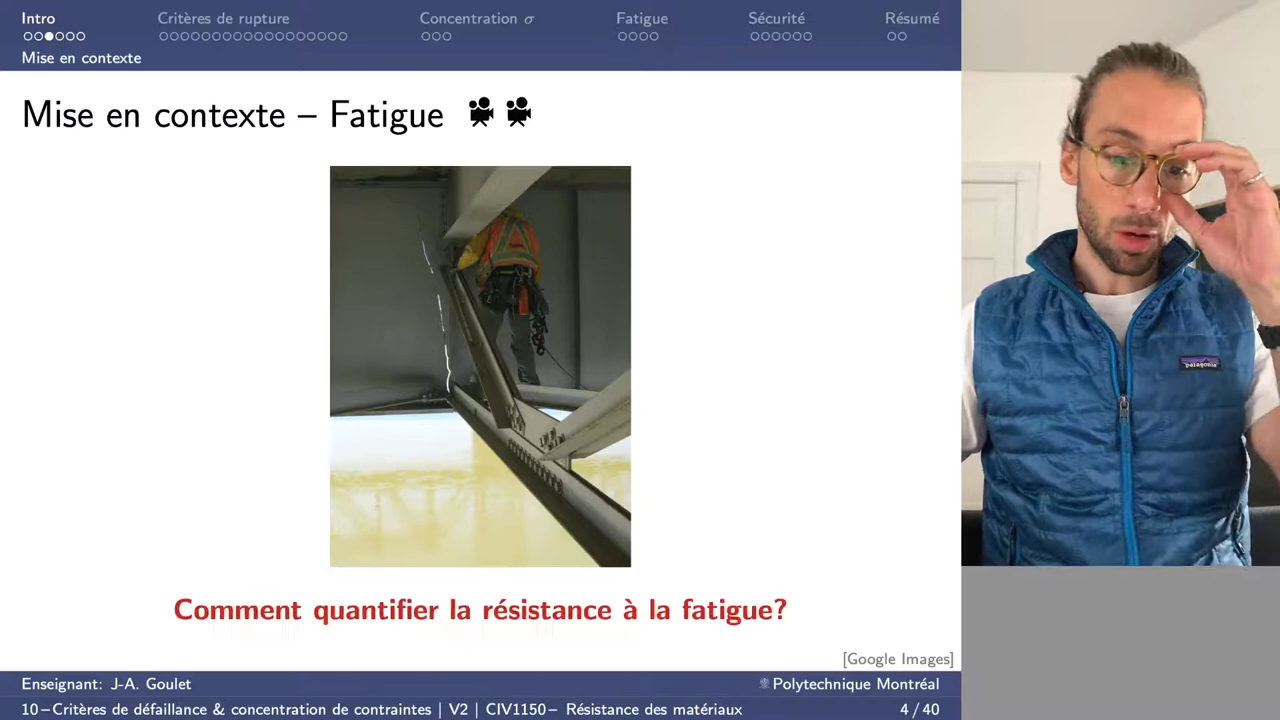 Intro Critères de rupture Concentration σ Fatigue Sécurité Résumé
Mise en contexte
Mise en contexte – Fatigue
Comment quantifier la résistance à la fatigue?
[Google Images]
Enseignant: J-A. Goulet Polytechnique Montréal
10 – Critères de défaillance & concentration de contraintes | V2 | CIV1150 – Résistance des matériaux 4 / 40
patagonia